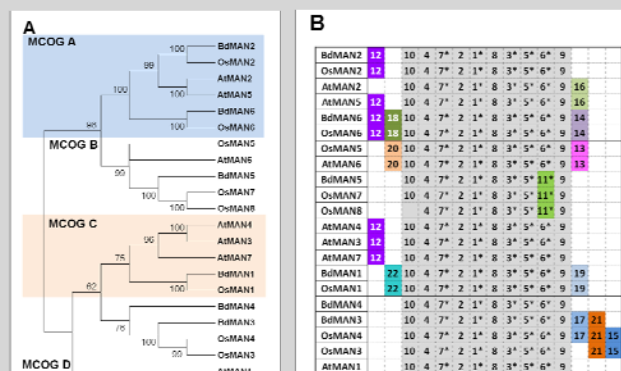 A
MCOG A
100
BdMAN2
99
OsMAN2
100
AtMAN2
100
AtMAN5
BdMAN6
96
100
OsMAN6
MCOG B
OsMAN5
AtMAN6
99
BdMAN5
100
OsMAN7
100
OsMAN8
MCOG C
100
AtMAN4
96
AtMAN3
75
AtMAN7
BdMAN1
62
100
OsMAN1
BdMAN4
76
BdMAN3
100
OsMAN4
99
OsMAN3
MCOG D
B
BdMAN2 12 10 4 7* 2 1* 8 3* 5* 6* 9
OsMAN2 12 10 4 7* 2 1* 8 3* 5* 6* 9
AtMAN2 10 4 7* 2 1* 8 3* 5* 6* 9 16
AtMAN5 12 10 4 7* 2 1* 8 3* 5* 6* 9 16
BdMAN6 12 18 10 4 7* 2 1* 8 3* 5* 6* 9 14
OsMAN6 12 18 10 4 7* 2 1* 8 3* 5* 6* 9 14
OsMAN5 20 10 4 7* 2 1* 8 3* 5* 6* 9 13
AtMAN6 20 10 4 7* 2 1* 8 3* 5* 6* 9 13
BdMAN5 10 4 7* 2 1* 8 3* 5* 11* 9
OsMAN7 10 4 7* 2 1* 8 3* 5* 11* 9
OsMAN8 4 7* 2 1* 8 3* 5* 11* 9
AtMAN4 12 10 4 7* 2 1* 8 3* 5* 6* 9
AtMAN3 12 10 4 7* 2 1* 8 3* 5* 6* 9
AtMAN7 12 10 4 7* 2 1* 8 3* 5* 6* 9
BdMAN1 22 10 4 7* 2 1* 8 3* 5* 6* 9 19
OsMAN1 22 10 4 7* 2 1* 8 3* 5* 6* 9 19
BdMAN4 10 4 7* 2 1* 8 3* 5* 6* 9
BdMAN3 10 4 7* 2 1* 8 3* 5* 6* 9 17 21
OsMAN4 10 4 7* 2 1* 8 3* 5* 6* 9 17 21 15
OsMAN3 10 4 7* 2 1* 8 3* 5* 6* 9 21 15
AtMAN1 10 4 7* 2 1* 8 3* 5* 6* 9